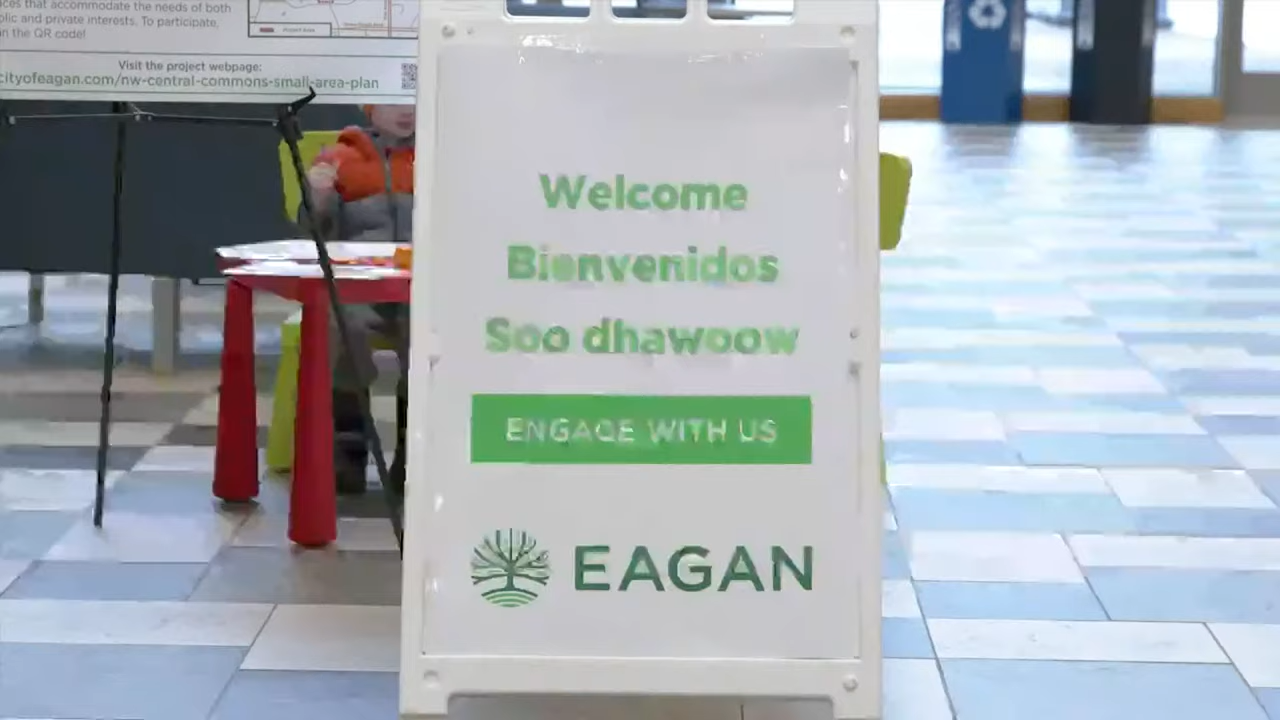 ces that accommodate the needs of both
olic and private interests. To participate,
n the QR code!
Visit the project webpage:
cityofeagan.com/nw-central-commons-small-area-plan
Welcome
Bienvenidos
Soo dhawoow
ENGAGE WITH US
EAGAN